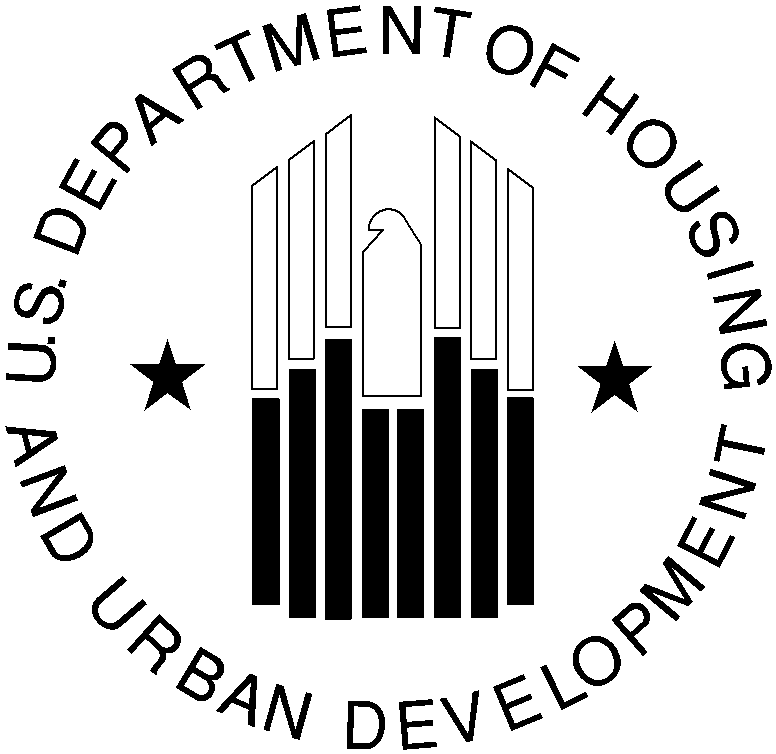 U.S. DEPARTMENT OF HOUSING
AND URBAN DEVELOPMENT